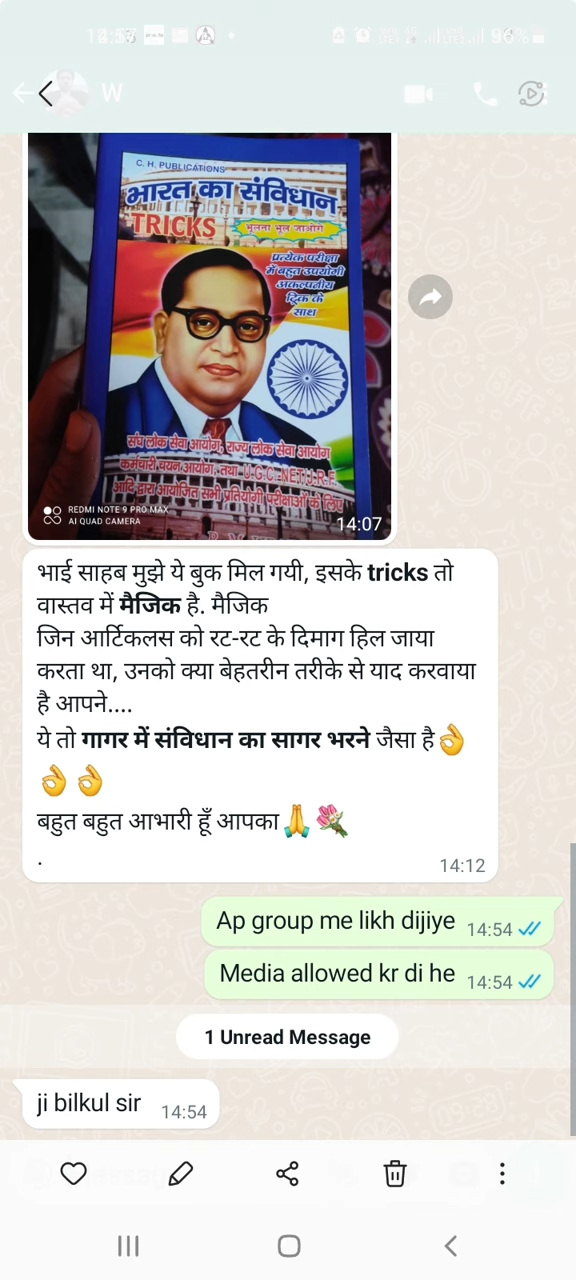 14:57
96%
W
C. H. PUBLICATIONS
भारत का संविधान
TRICKS
भूलना भूल जाओगे
प्रत्येक परीक्षा
में बहुत उपयोगी
अकल्पनीय
ट्रिक के
साथ
संघ लोक सेवा आयोग, राज्य लोक सेवा आयोग
कर्मचारी चयन आयोग, तथा U.G.C. NET/J.R.F.
आदि द्वारा आयोजित सभी प्रतियोगी परीक्षाओं के लिए
REDMI NOTE 9 PRO MAX
AI QUAD CAMERA
14:07
भाई साहब मुझे ये बुक मिल गयी, इसके tricks तो
वास्तव में मैजिक है. मैजिक
जिन आर्टिकलस को रट-रट के दिमाग हिल जाया
करता था, उनको क्या बेहतरीन तरीके से याद करवाया
है आपने....
ये तो गागर में संविधान का सागर भरने जैसा है👌
👌👌
बहुत बहुत आभारी हूँ आपका🙏💐
.
14:12
Ap group me likh dijiye 14:54
Media allowed kr di he 14:54
1 Unread Message
ji bilkul sir 14:54